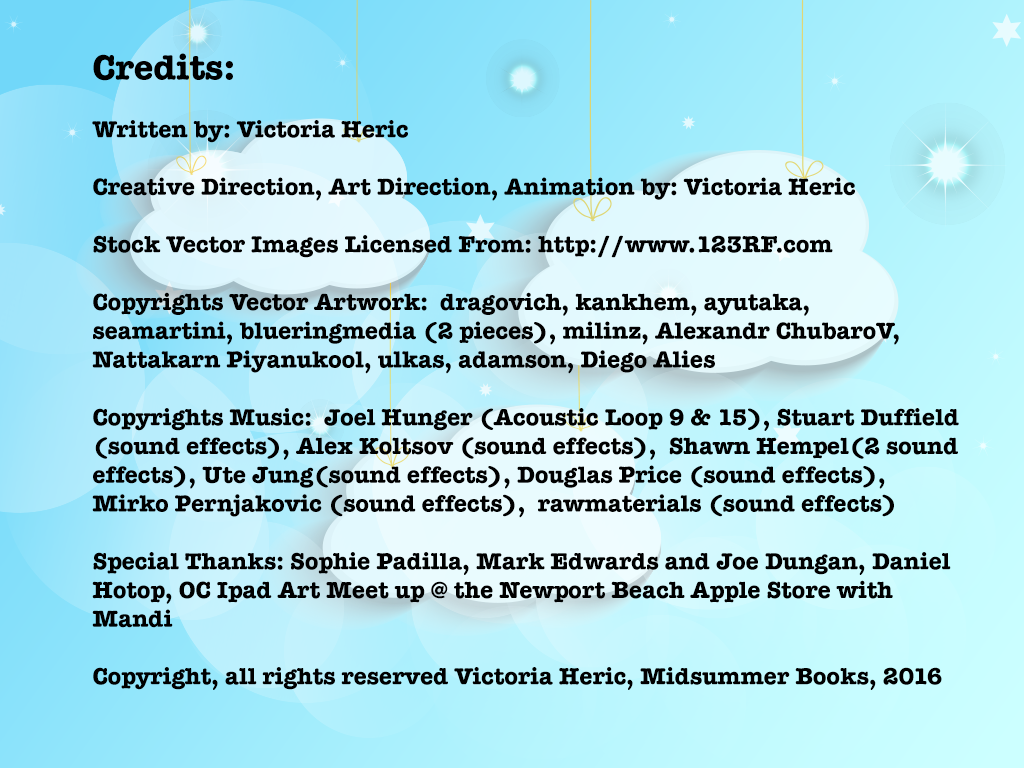 Credits:
Written by: Victoria Heric
Creative Direction, Art Direction, Animation by: Victoria Heric
Stock Vector Images Licensed From: http://www.123RF.com
Copyrights Vector Artwork:  dragovich, kankhem, ayutaka,
seamartini, blueringmedia (2 pieces), milinz, Alexandr ChubaroV,
Nattakarn Piyanukool, ulkas, adamson, Diego Alies
Copyrights Music:  Joel Hunger (Acoustic Loop 9 & 15), Stuart Duffield
(sound effects), Alex Koltsov (sound effects),  Shawn Hempel(2 sound
effects), Ute Jung(sound effects), Douglas Price (sound effects),
Mirko Pernjakovic (sound effects),  rawmaterials (sound effects)
Special Thanks: Sophie Padilla, Mark Edwards and Joe Dungan, Daniel
Hotop, OC Ipad Art Meet up @ the Newport Beach Apple Store with
Mandi
Copyright, all rights reserved Victoria Heric, Midsummer Books, 2016